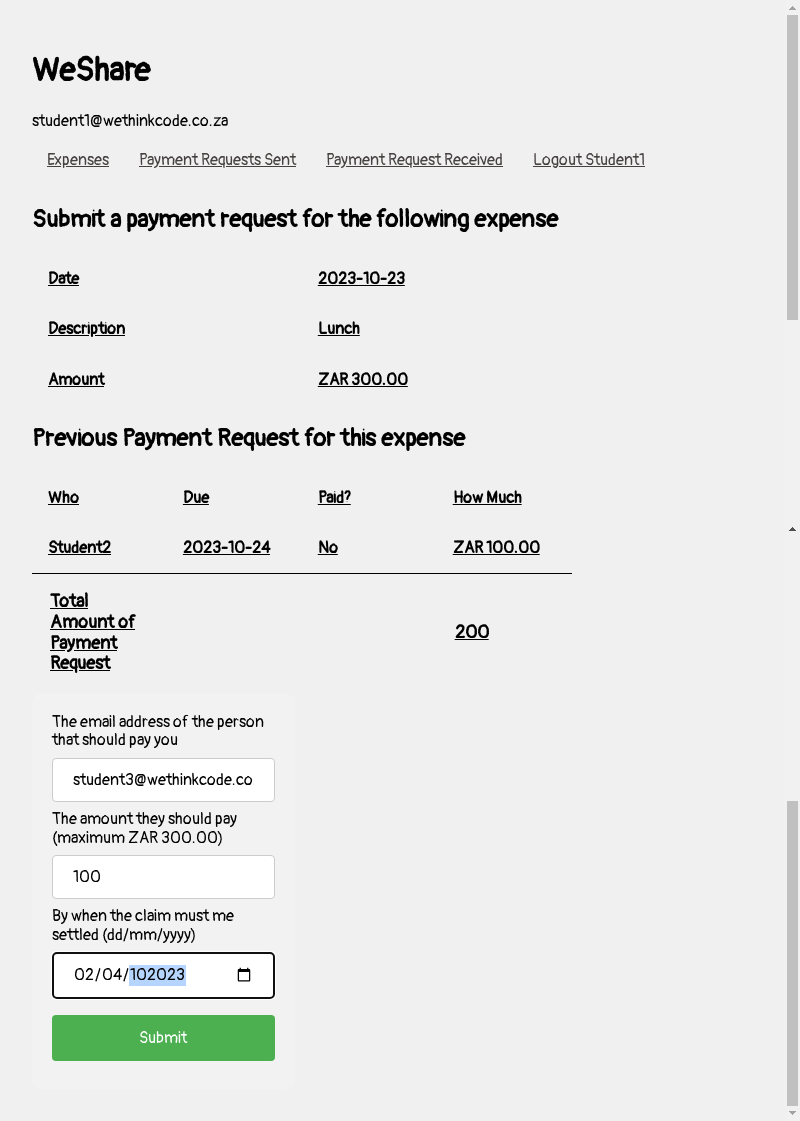 WeShare
student1@wethinkcode.co.za
Expenses Payment Requests Sent Payment Request Received Logout Student1
Submit a payment request for the following expense
Date 2023-10-23
Description Lunch
Amount ZAR 300.00
Previous Payment Request for this expense
Who Due Paid? How Much
Student2 2023-10-24 No ZAR 100.00
Total
Amount of
Payment
Request
200
The email address of the person
that should pay you
student3@wethinkcode.co
The amount they should pay
(maximum ZAR 300.00)
100
By when the claim must me
settled (dd/mm/yyyy)
02/04/102023
Submit